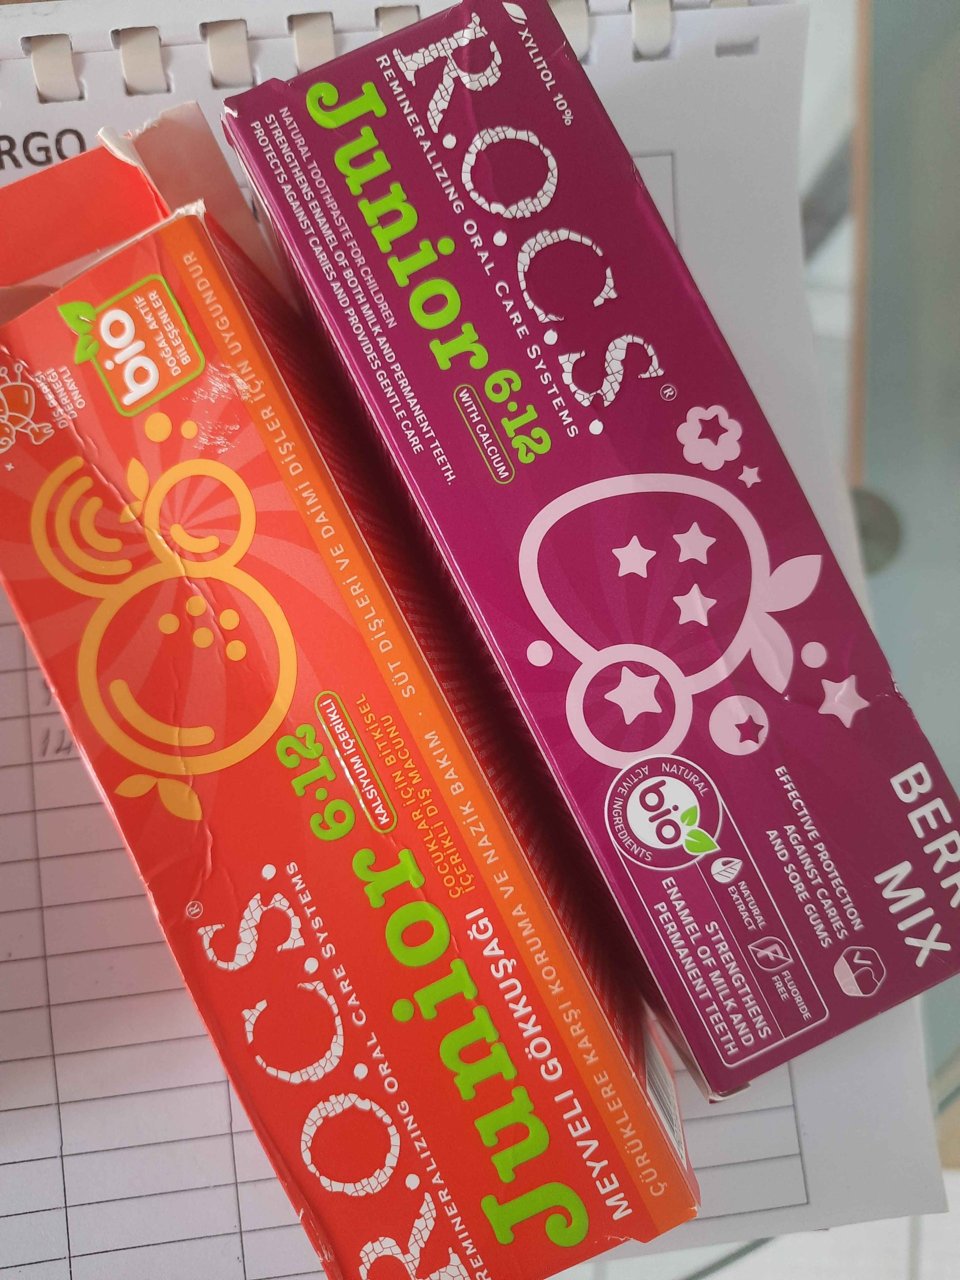 RGO
XYLITOL 10%
R.O.C.S.®
REMINERALIZING ORAL CARE SYSTEMS
Junior 6-12
WITH CALCIUM
NATURAL TOOTHPASTE FOR CHILDREN
STRENGTHENS ENAMEL OF BOTH MILK AND PERMANENT TEETH.
PROTECTS AGAINST CARIES AND PROVIDES GENTLE CARE
BERR
MIX
EFFECTIVE PROTECTION
AGAINST CARIES
AND SORE GUMS
NATURAL
bio
ACTIVE INGREDIENTS
NATURAL
EXTRACT
FLUORIDE
FREE
STRENGTHENS
ENAMEL OF MILK AND
PERMANENT TEETH
R.O.C.S.®
REMINERALIZING ORAL CARE SYSTEMS
Junior 6-12
KALSİYUM İÇERİKLİ
ÇOCUKLAR İÇİN BİTKİSEL
İÇERİKLİ DİŞ MACUNU
MEYVELİ GÖKKUŞAĞI
ÇÜRÜKLERE KARŞI KORUMA VE NAZİK BAKIM · SÜT DİŞLERİ VE DAİMİ DİŞLER İÇİN UYGUNDUR
bio
DOĞAL AKTİF
BİLEŞENLER
DERNEĞİ
ONAYLI